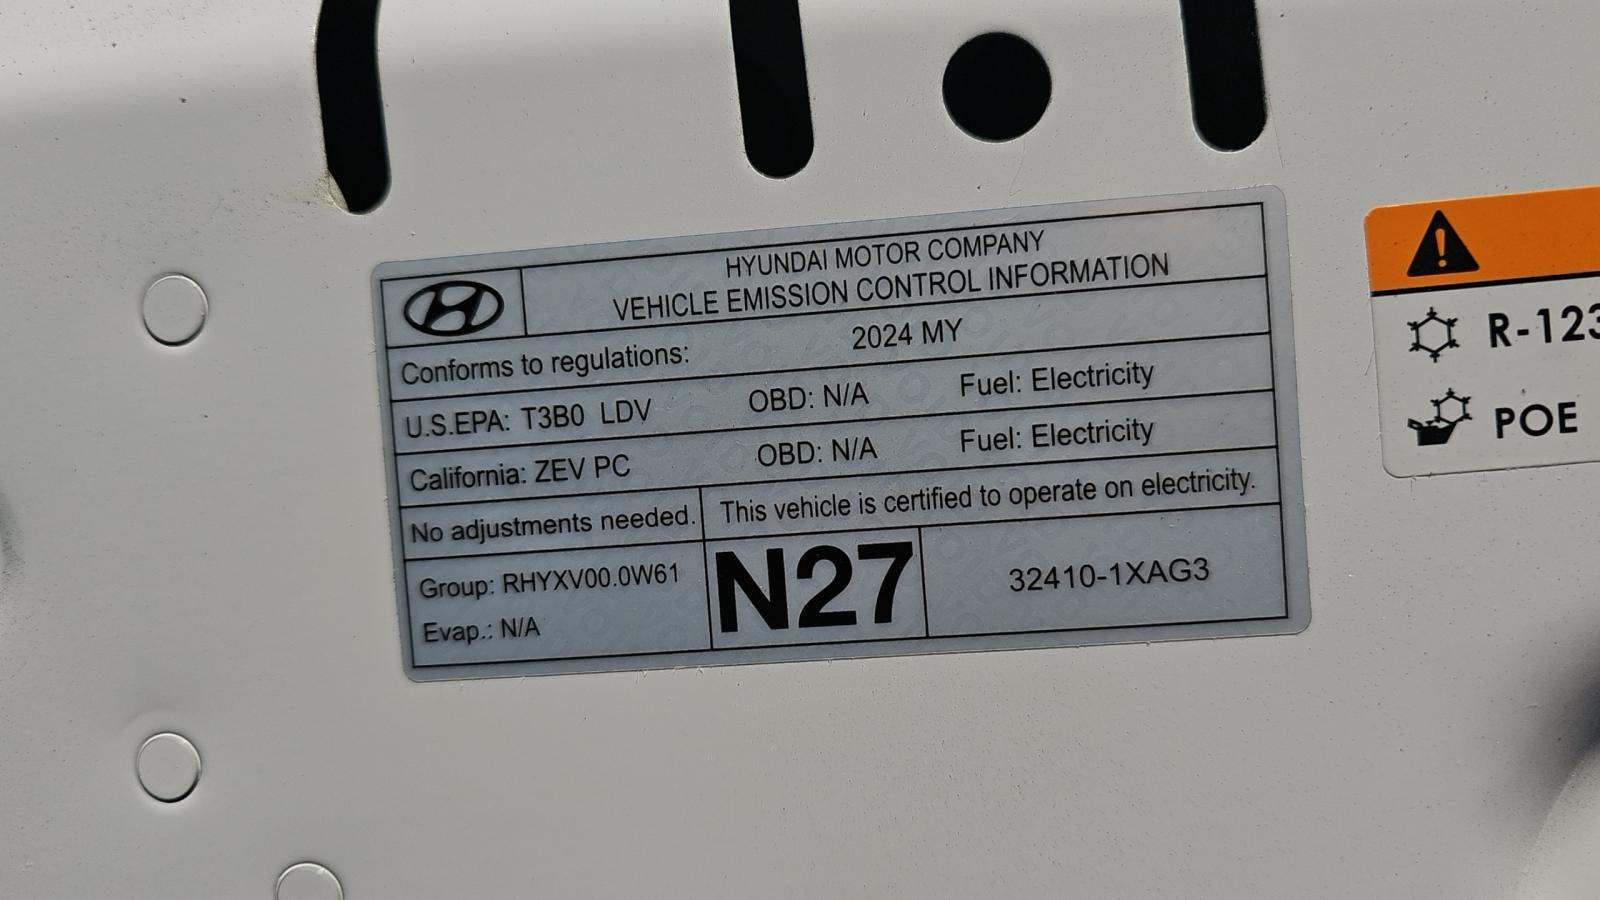 HYUNDAI MOTOR COMPANY
VEHICLE EMISSION CONTROL INFORMATION
Conforms to regulations: 2024 MY
U.S.EPA: T3B0 LDV OBD: N/A Fuel: Electricity
California: ZEV PC OBD: N/A Fuel: Electricity
No adjustments needed. This vehicle is certified to operate on electricity.
Group: RHYXV00.0W61
Evap.: N/A
N27
32410-1XAG3
R-123
POE